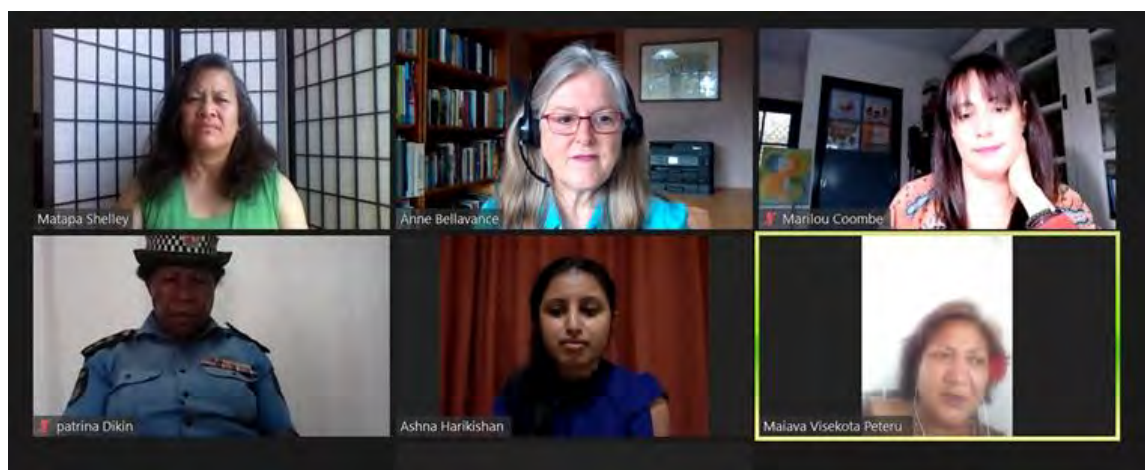 Matapa Shelley
Anne Bellavance
Marilou Coombe
patrina Dikin
Ashna Harikishan
Maiava Visekota Peteru